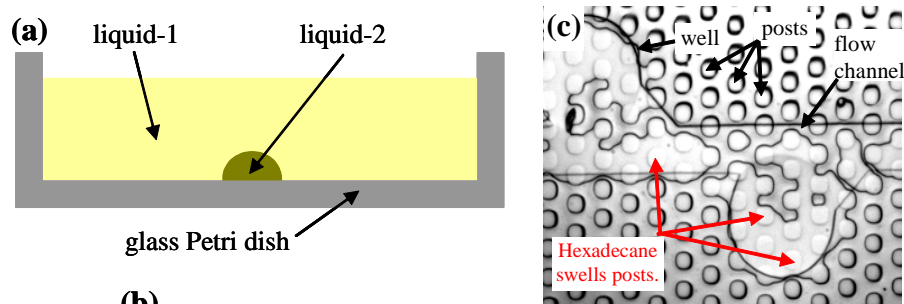 (a)
liquid-1
liquid-2
glass Petri dish
(b)
(c)
well
posts
flow
channel
Hexadecane
swells posts.